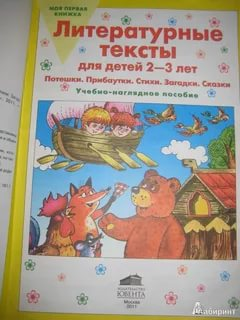 МОЯ ПЕРВАЯ КНИЖКА
Литературные
тексты
для детей 2—3 лет
Потешки. Прибаутки. Стихи. Загадки. Сказки
Учебно-наглядное пособие
ИЗДАТЕЛЬСТВО
ЮВЕНТА
Москва
2011
Лабиринт